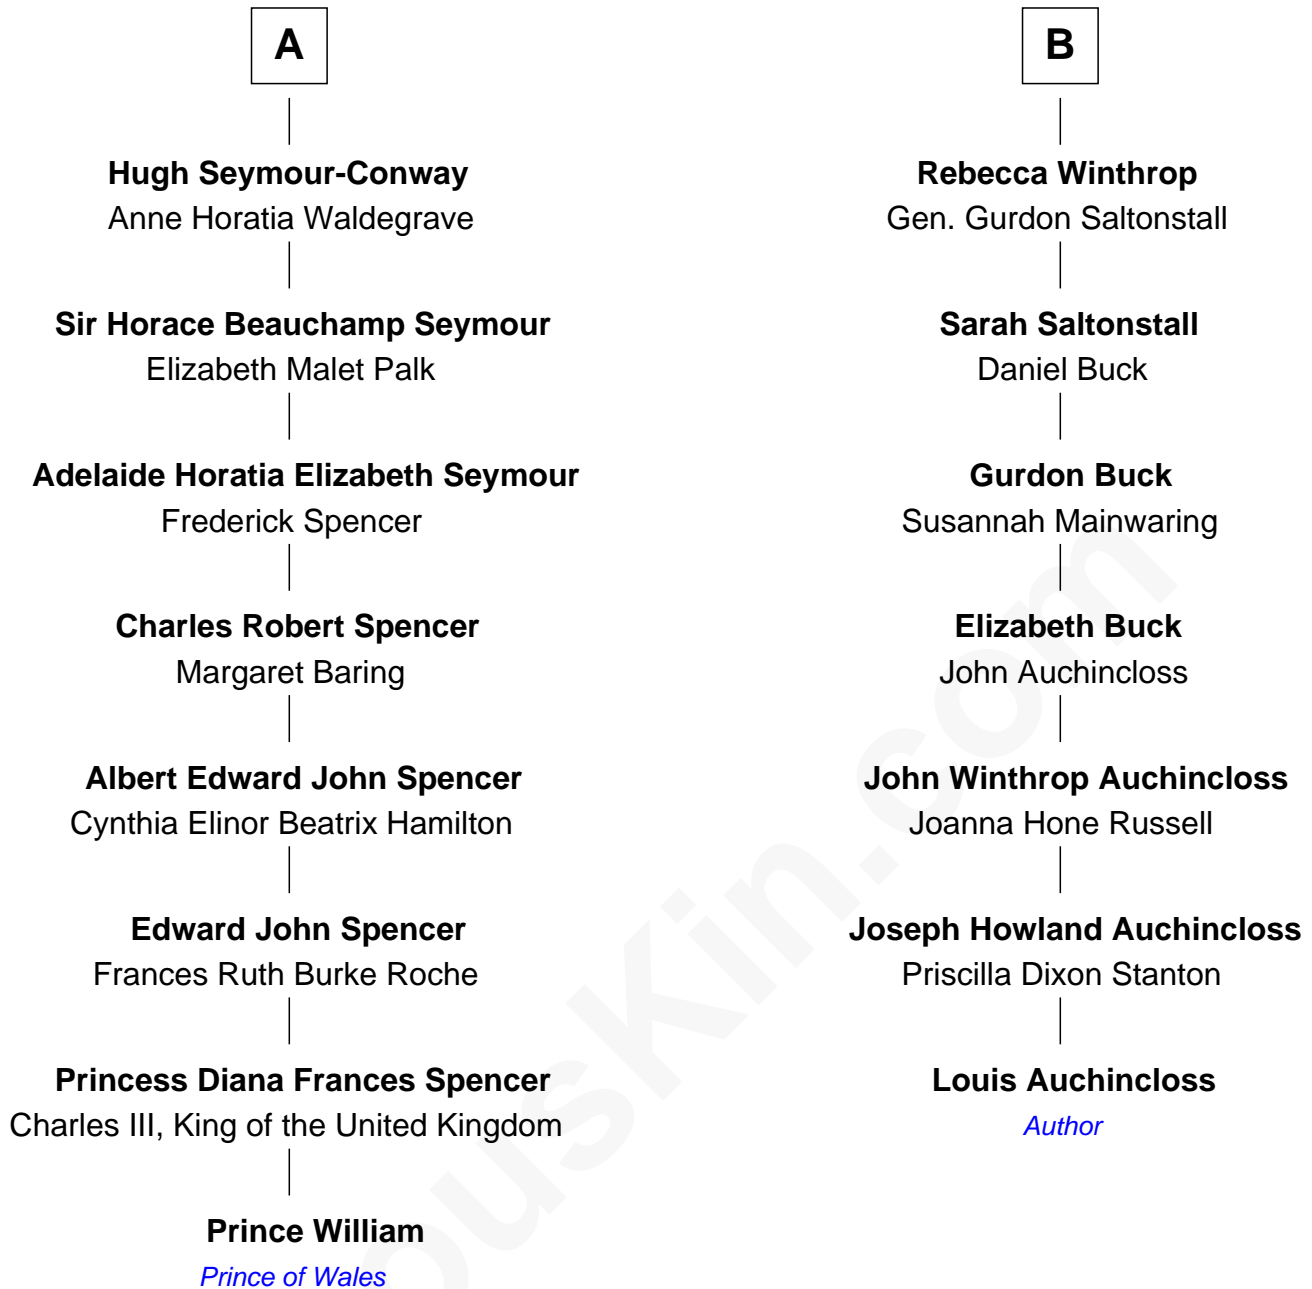 A
Hugh Seymour-Conway
Anne Horatia Waldegrave
Sir Horace Beauchamp Seymour
Elizabeth Malet Palk
Adelaide Horatia Elizabeth Seymour
Frederick Spencer
Charles Robert Spencer
Margaret Baring
Albert Edward John Spencer
Cynthia Elinor Beatrix Hamilton
Edward John Spencer
Frances Ruth Burke Roche
Princess Diana Frances Spencer
Charles III, King of the United Kingdom
Prince William
Prince of Wales
B
Rebecca Winthrop
Gen. Gurdon Saltonstall
Sarah Saltonstall
Daniel Buck
Gurdon Buck
Susannah Mainwaring
Elizabeth Buck
John Auchincloss
John Winthrop Auchincloss
Joanna Hone Russell
Joseph Howland Auchincloss
Priscilla Dixon Stanton
Louis Auchincloss
Author
ousKin.com